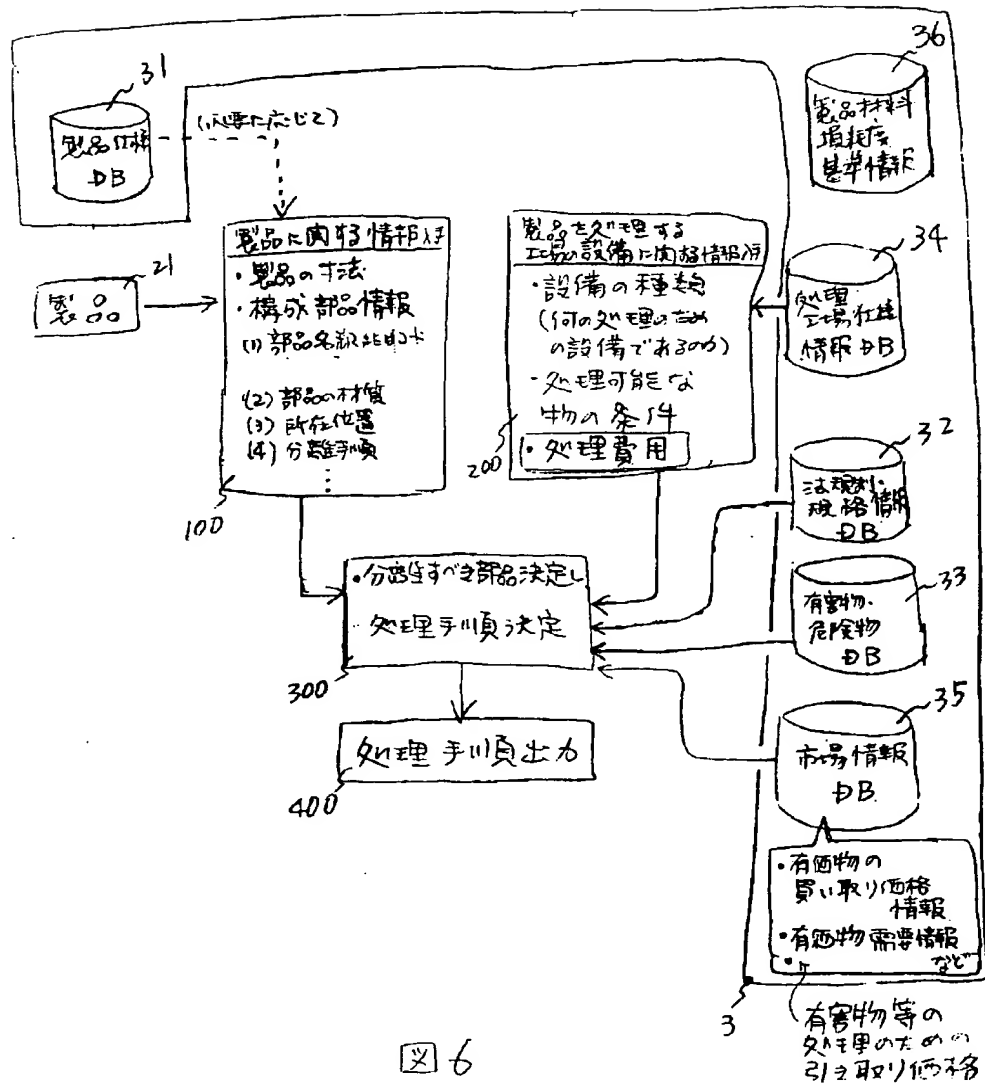 31
製品仕様
DB
(必要に応じて)
36
製品材料
損耗度
基準情報
製品に関する情報入手
・製品の寸法
・構成部品情報
(1) 部品名称
(2) 部品の材質
(3) 所在位置
(4) 分離手順
⋮
100
21
製品
製品を処理する
工場の設備に関する情報入手
・設備の種類
(何の処理のため
の設備であるのか)
・処理可能な
物の条件
・処理費用
200
34
処理
工場仕様
情報DB
32
法規制・
規格情報
DB
33
有害物・
危険物
DB
・分離すべき部品決定し
処理手順決定
300
処理手順出力
400
35
市場情報
DB
・有価物の
買い取り価格
情報
・有価物需要情報
など
3
有害物等の
処理のための
引き取り価格
図6